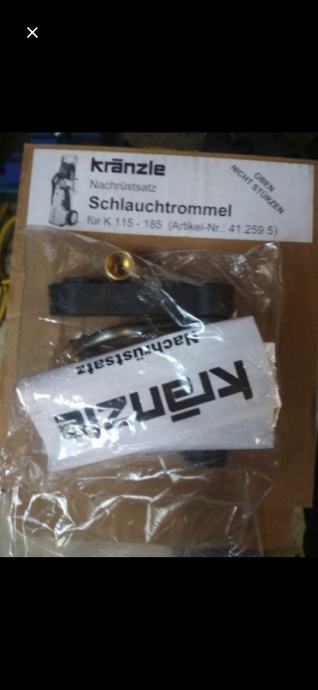 kränzle
Nachrüstsatz
Schlauchtrommel
für K 115 - 185 (Artikel-Nr.: 41.259 5)
OBEN
NICHT STÜRZEN
Nachrüstsatz
kränzle